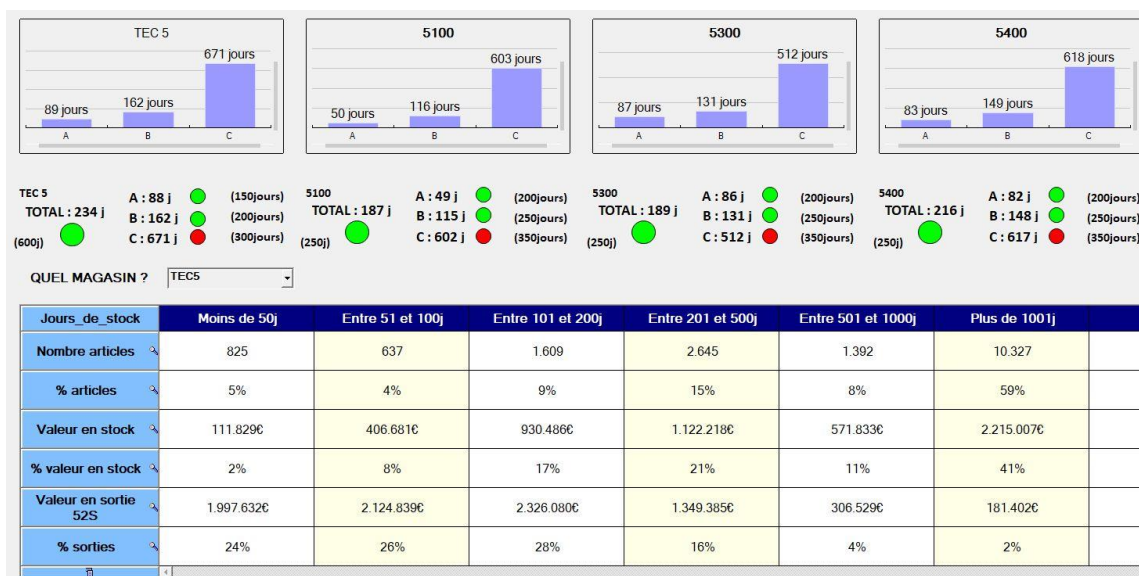 TEC 5
5100
5300
5400
89 jours
162 jours
671 jours
A B C
50 jours
116 jours
603 jours
A B C
87 jours
131 jours
512 jours
A B C
83 jours
149 jours
618 jours
A B C
TEC 5
TOTAL : 234 j
(600j)
A : 88 j (150jours)
B : 162 j (200jours)
C : 671 j (300jours)
5100
TOTAL : 187 j
(250j)
A : 49 j (200jours)
B : 115 j (250jours)
C : 602 j (350jours)
5300
TOTAL : 189 j
(250j)
A : 86 j (200jours)
B : 131 j (250jours)
C : 512 j (350jours)
5400
TOTAL : 216 j
(250j)
A : 82 j (200jours)
B : 148 j (250jours)
C : 617 j (350jours)
QUEL MAGASIN ? TEC5
Jours_de_stock Moins de 50j Entre 51 et 100j Entre 101 et 200j Entre 201 et 500j Entre 501 et 1000j Plus de 1001j
Nombre articles 825 637 1.609 2.645 1.392 10.327
% articles 5% 4% 9% 15% 8% 59%
Valeur en stock 111.829€ 406.681€ 930.486€ 1.122.218€ 571.833€ 2.215.007€
% valeur en stock 2% 8% 17% 21% 11% 41%
Valeur en sortie
52S 1.997.632€ 2.124.839€ 2.326.080€ 1.349.385€ 306.529€ 181.402€
% sorties 24% 26% 28% 16% 4% 2%